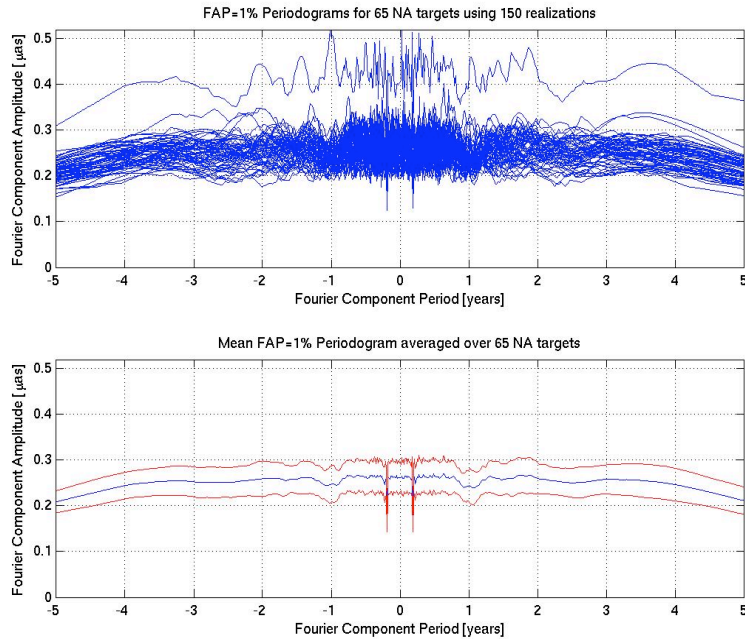 FAP=1% Periodograms for 65 NA targets using 150 realizations
Fourier Component Amplitude [μas]
0.5
0.4
0.3
0.2
0.1
0
-5 -4 -3 -2 -1 0 1 2 3 4 5
Fourier Component Period [years]
Mean FAP=1% Periodogram averaged over 65 NA targets
Fourier Component Amplitude [μas]
0.5
0.4
0.3
0.2
0.1
0
-5 -4 -3 -2 -1 0 1 2 3 4 5
Fourier Component Period [years]